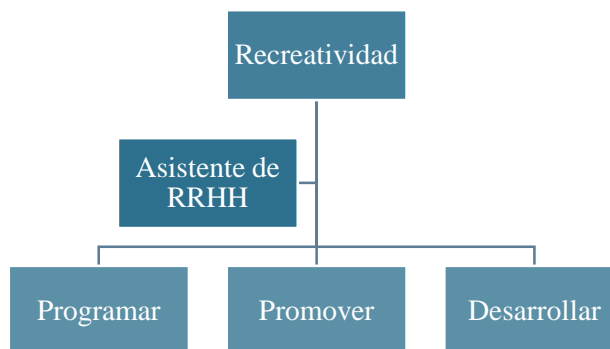 Recreatividad
Asistente de
RRHH
Programar
Promover
Desarrollar